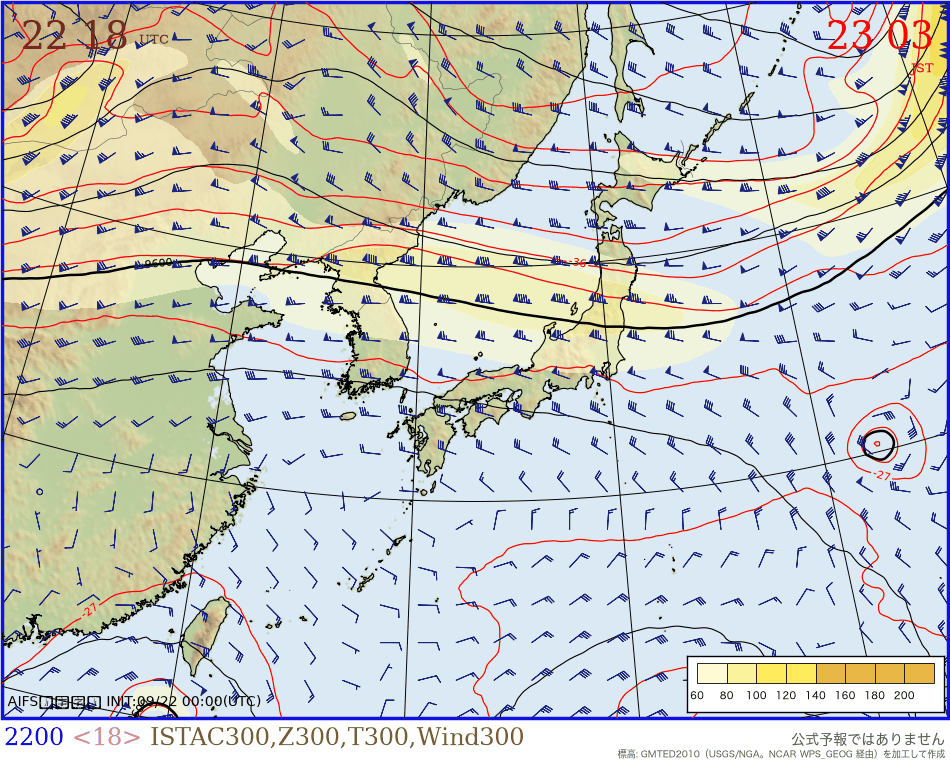 22 18 UTC
23 03
JST
9600
-36
-27
-27
60 80 100 120 140 160 180 200
AIFS INIT:09/22 00:00(UTC)
2200 <18> ISTAC300,Z300,T300,Wind300
公式予報ではありません
標高: GMTED2010（USGS/NGA。NCAR WPS_GEOG 経由）を加工して作成